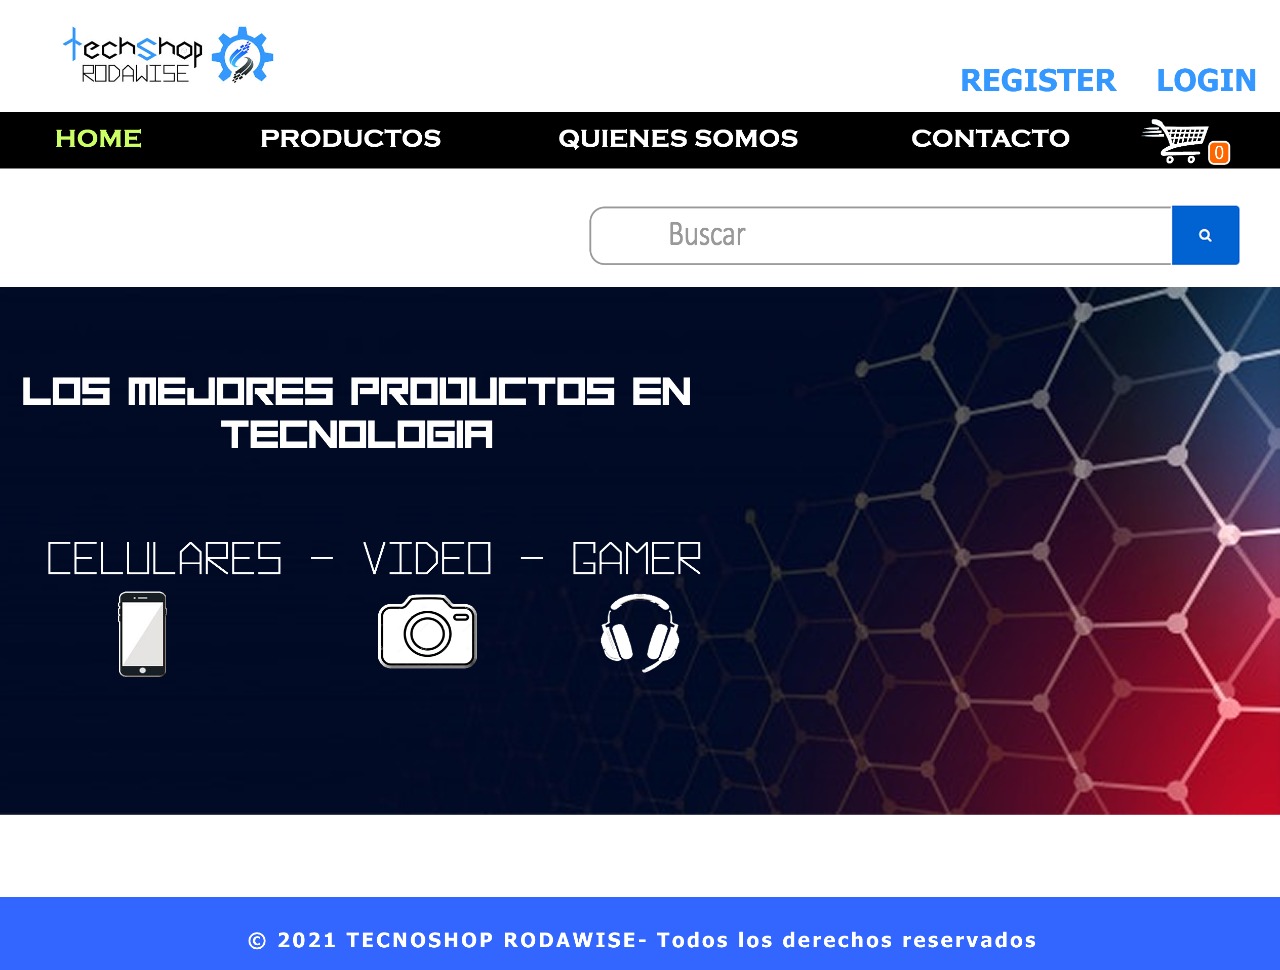 techshop
RODAWISE
REGISTER LOGIN
HOME PRODUCTOS QUIENES SOMOS CONTACTO 0
Buscar
LOS MEJORES PRODUCTOS EN
TECNOLOGIA
CELULARES - VIDEO - GAMER
© 2021 TECNOSHOP RODAWISE- Todos los derechos reservados